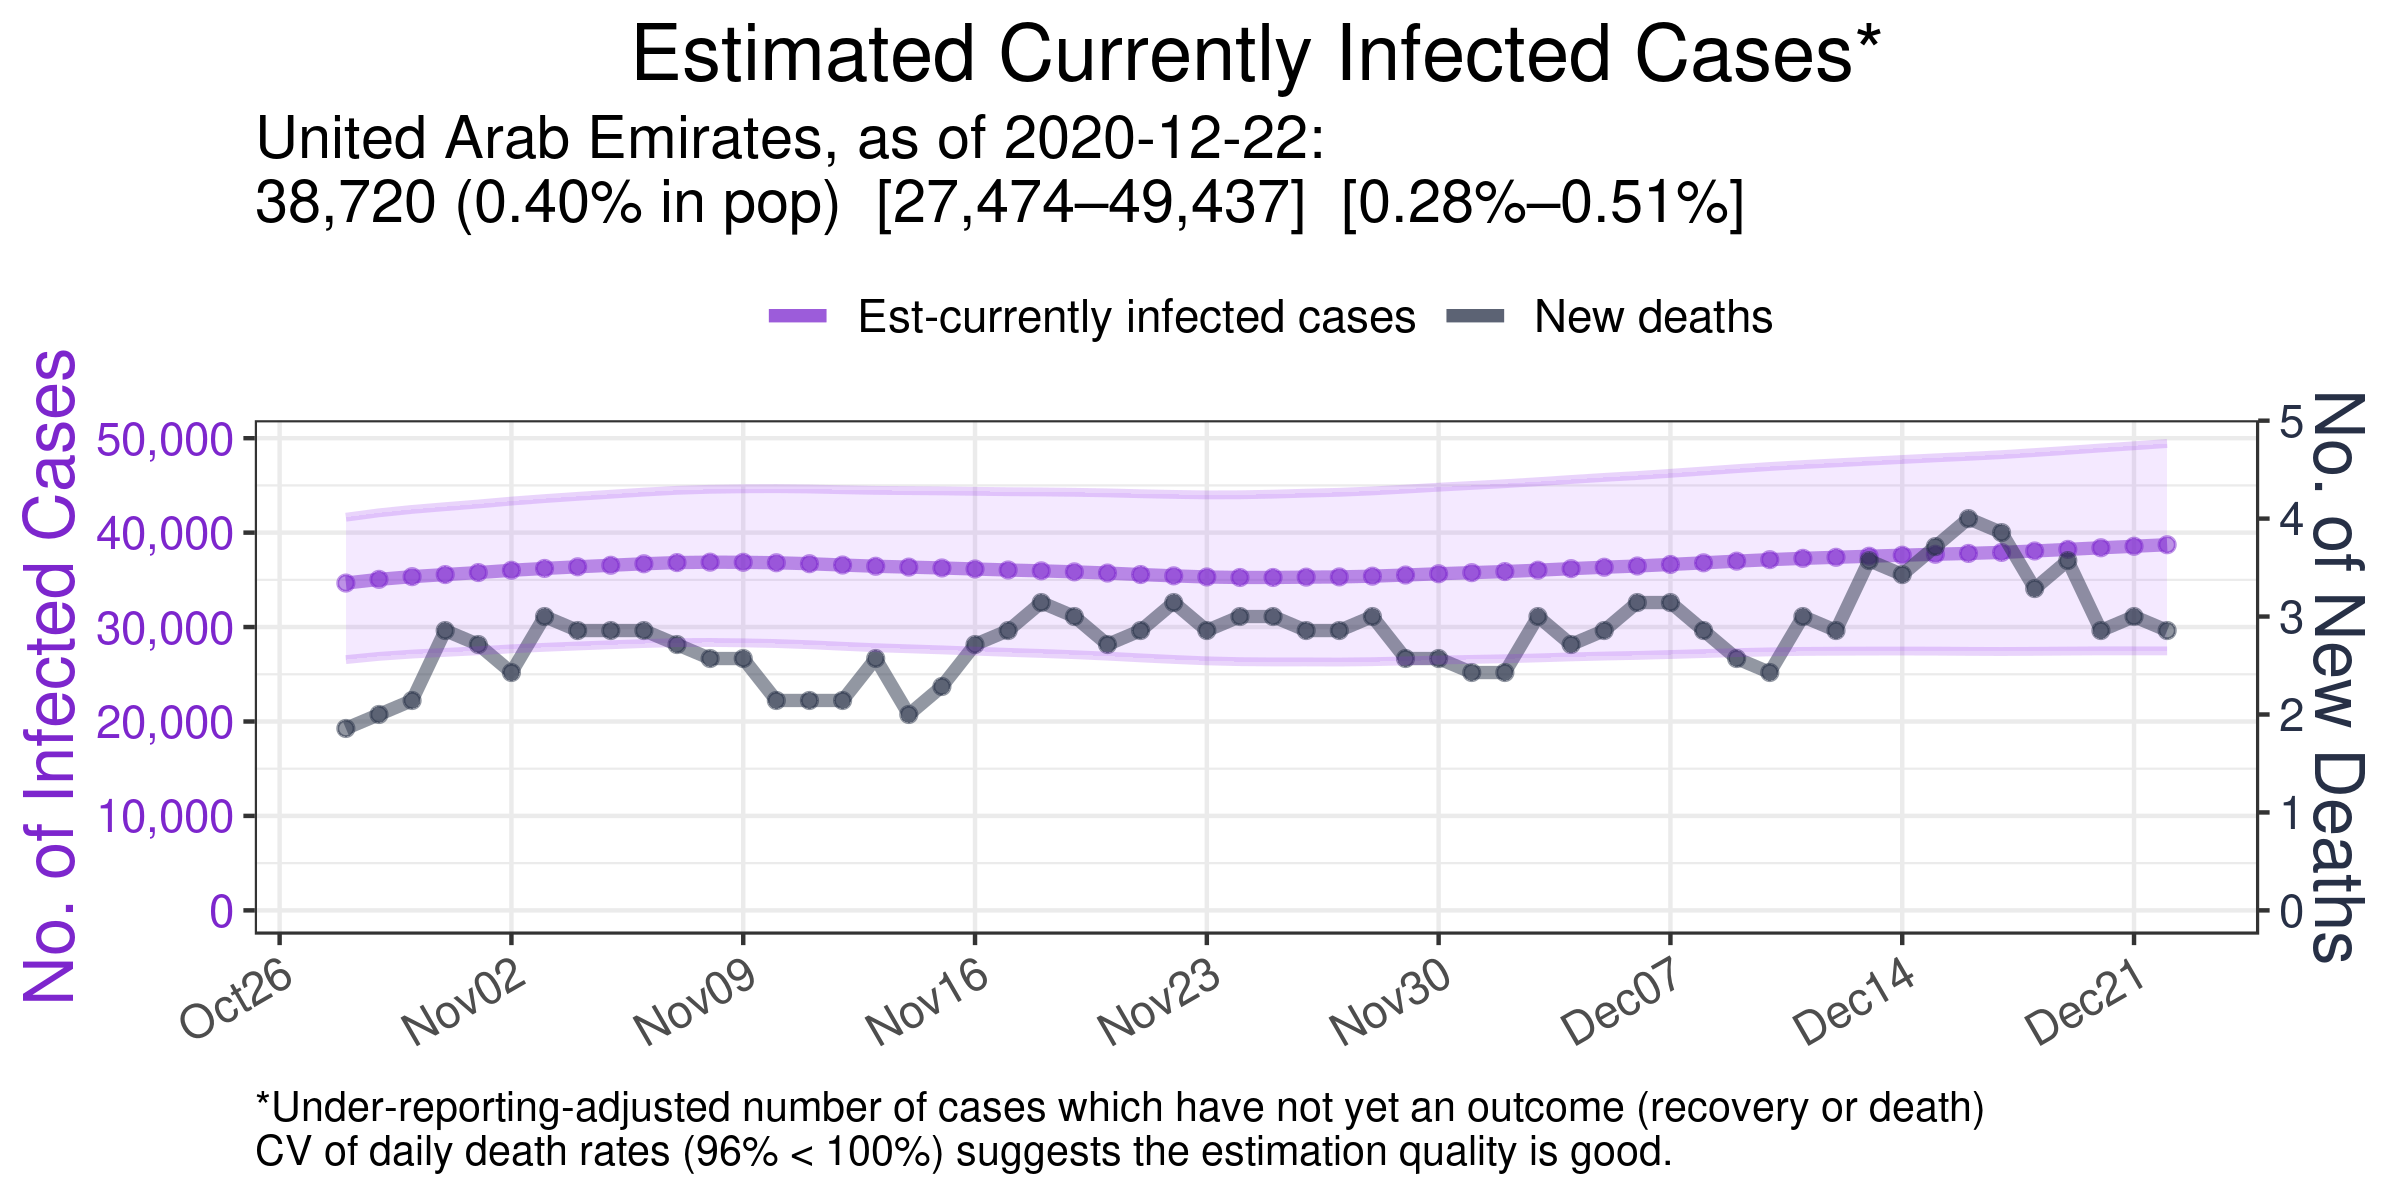 Estimated Currently Infected Cases*
United Arab Emirates, as of 2020-12-22:
38,720 (0.40% in pop)  [27,474–49,437]  [0.28%–0.51%]
Est-currently infected cases
New deaths
No. of Infected Cases
50,000
40,000
30,000
20,000
10,000
0
5
4
3
2
1
0
No. of New Deaths
Oct26
Nov02
Nov09
Nov16
Nov23
Nov30
Dec07
Dec14
Dec21
*Under-reporting-adjusted number of cases which have not yet an outcome (recovery or death)
CV of daily death rates (96% < 100%) suggests the estimation quality is good.